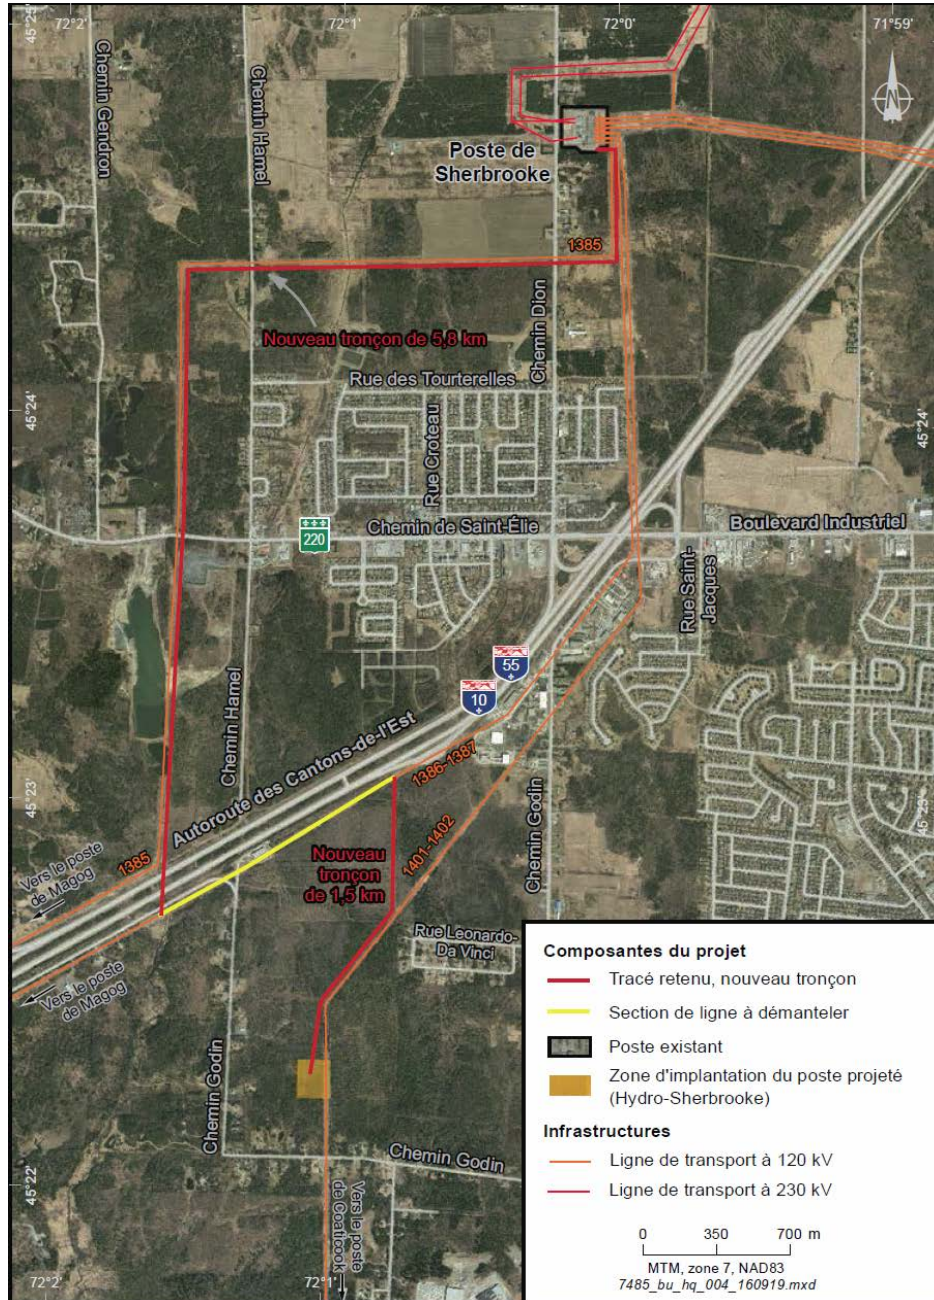 72°2'
72°1'
72°0'
71°59'
45°25'
45°25'
Chemin Gendron
Chemin Hamel
N
Poste de
Sherbrooke
1385
Chemin Dion
Nouveau tronçon de 5,8 km
Rue des Tourterelles
45°24'
45°24'
Rue Croteau
220
Chemin de Saint-Élie
Boulevard Industriel
Rue Saint-
Jacques
55
10
Chemin Hamel
Autoroute des Cantons-de-l'Est
1386-1387
45°23'
45°23'
1385
Vers le poste
de Magog
Nouveau
tronçon
de 1,5 km
1401-1402
Chemin Godin
Rue Léonardo-
Da Vinci
Vers le poste
de Magog
Chemin Godin
Chemin Godin
45°22'
Vers le poste
de Coaticook
72°2'
72°1'
Composantes du projet
Tracé retenu, nouveau tronçon
Section de ligne à démanteler
Poste existant
Zone d'implantation du poste projeté
(Hydro-Sherbrooke)
Infrastructures
Ligne de transport à 120 kV
Ligne de transport à 230 kV
0 350 700 m
MTM, zone 7, NAD83
7485_bu_hq_004_160919.mxd